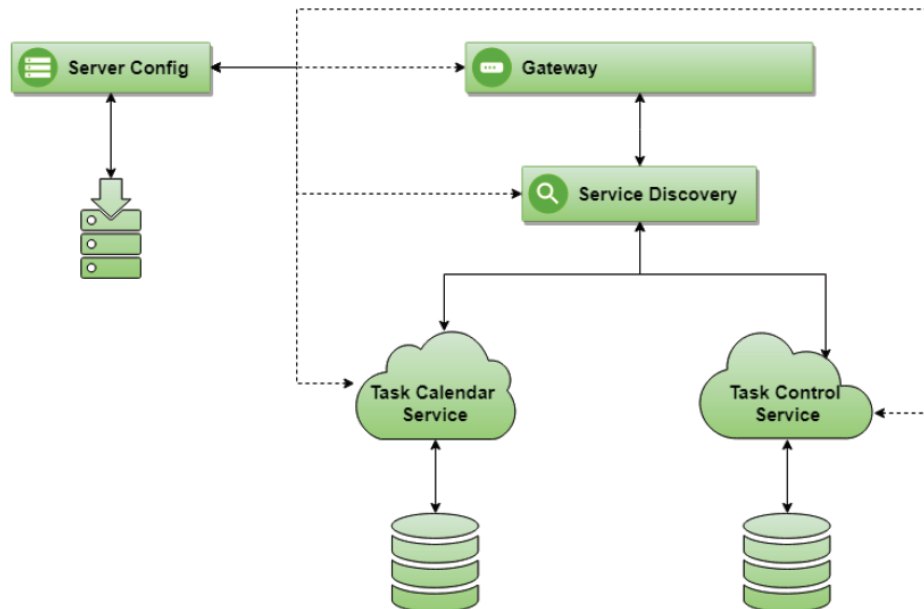 Server Config
Gateway
Service Discovery
Task Calendar
Service
Task Control
Service